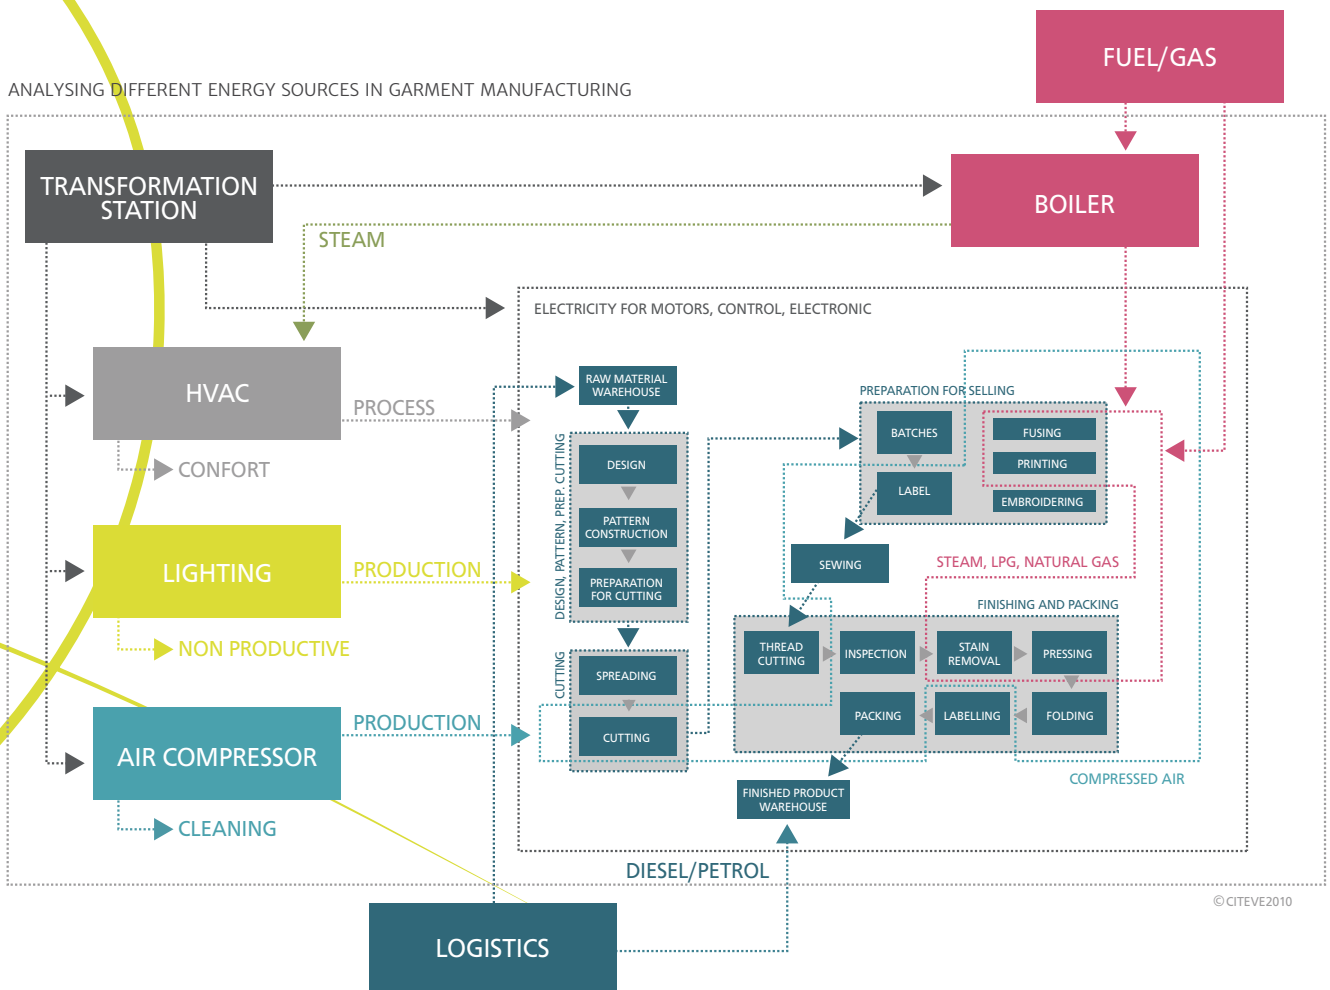 FUEL/GAS
ANALYSING DIFFERENT ENERGY SOURCES IN GARMENT MANUFACTURING
TRANSFORMATION
STATION
BOILER
STEAM
ELECTRICITY FOR MOTORS, CONTROL, ELECTRONIC
HVAC
PROCESS
CONFORT
LIGHTING
PRODUCTION
NON PRODUCTIVE
AIR COMPRESSOR
PRODUCTION
CLEANING
RAW MATERIAL
WAREHOUSE
DESIGN, PATTERN, PREP. CUTTING
DESIGN
PATTERN
CONSTRUCTION
PREPARATION
FOR CUTTING
CUTTING
SPREADING
CUTTING
PREPARATION FOR SELLING
BATCHES
LABEL
FUSING
PRINTING
EMBROIDERING
SEWING
STEAM, LPG, NATURAL GAS
FINISHING AND PACKING
THREAD
CUTTING
INSPECTION
STAIN
REMOVAL
PRESSING
PACKING
LABELLING
FOLDING
COMPRESSED AIR
FINISHED PRODUCT
WAREHOUSE
DIESEL/PETROL
LOGISTICS
©CITEVE2010